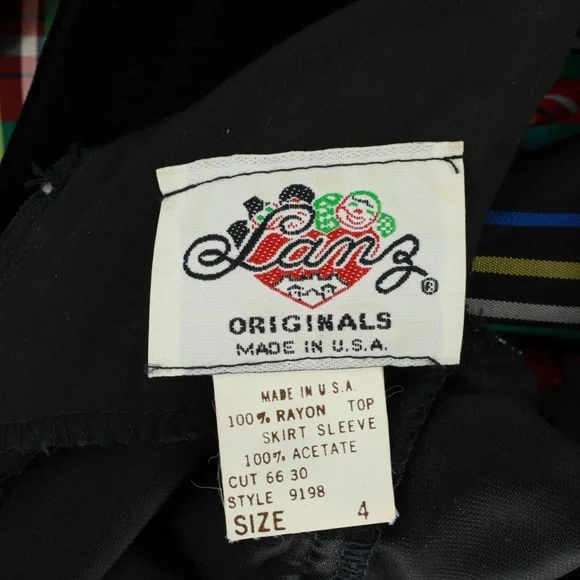 Lanz®
ORIGINALS
MADE IN U.S.A.
MADE IN U.S.A.
100% RAYON TOP
SKIRT SLEEVE
100% ACETATE
CUT 66 30
STYLE 9198
SIZE 4